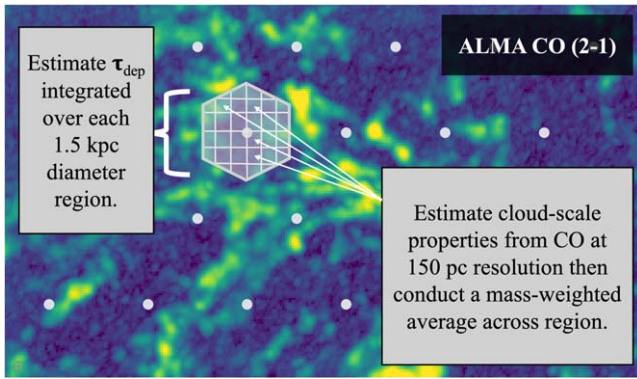 ALMA CO (2-1)
Estimate τdep
integrated
over each
1.5 kpc
diameter
region.
Estimate cloud-scale
properties from CO at
150 pc resolution then
conduct a mass-weighted
average across region.